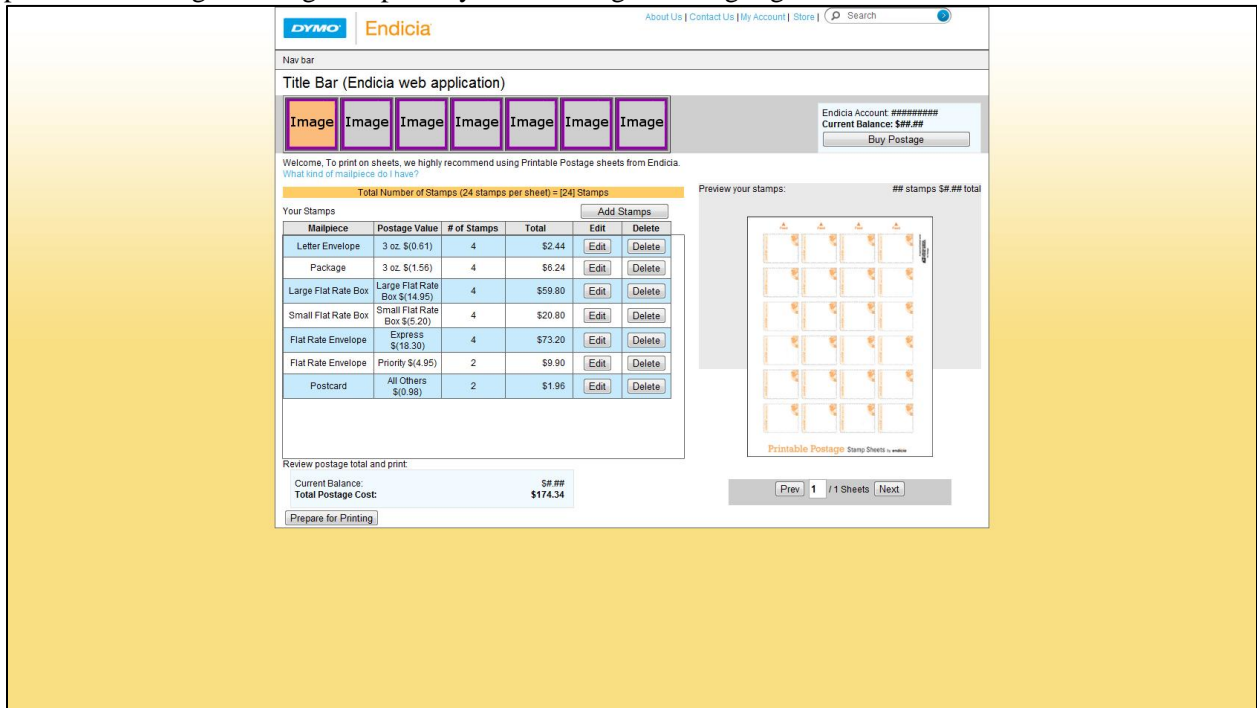 DYMO Endicia
About Us | Contact Us | My Account | Store | Search
Nav bar
Title Bar (Endicia web application)
Image Image Image Image Image Image Image
Endicia Account: #########
Current Balance: $##.##
Buy Postage
Welcome, To print on sheets, we highly recommend using Printable Postage sheets from Endicia.
What kind of mailpiece do I have?
Total Number of Stamps (24 stamps per sheet) = [24] Stamps
Your Stamps Add Stamps
Mailpiece Postage Value # of Stamps Total Edit Delete
Letter Envelope 3 oz. $(0.61) 4 $2.44 Edit Delete
Package 3 oz. $(1.56) 4 $6.24 Edit Delete
Large Flat Rate Box Large Flat Rate Box $(14.95) 4 $59.80 Edit Delete
Small Flat Rate Box Small Flat Rate Box $(5.20) 4 $20.80 Edit Delete
Flat Rate Envelope Express $(18.30) 4 $73.20 Edit Delete
Flat Rate Envelope Priority $(4.95) 2 $9.90 Edit Delete
Postcard All Others $(0.98) 2 $1.96 Edit Delete
Review postage total and print:
Current Balance: $#.##
Total Postage Cost: $174.34
Prepare for Printing
Preview your stamps: ## stamps $#.## total
Printable Postage Stamp Sheets by endicia
Prev 1 / 1 Sheets Next